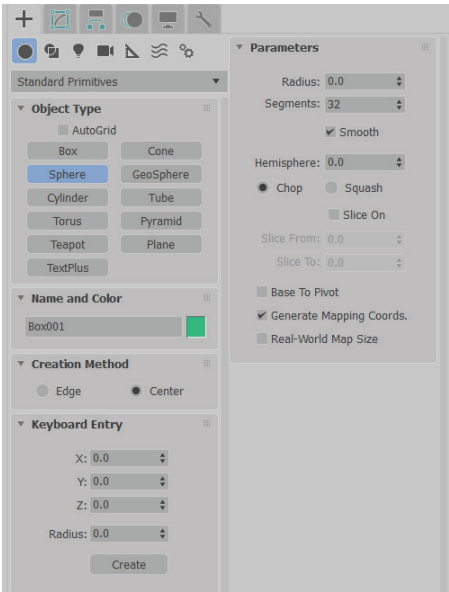 Standard Primitives
Object Type
AutoGrid
Box Cone
Sphere GeoSphere
Cylinder Tube
Torus Pyramid
Teapot Plane
TextPlus
Name and Color
Box001
Creation Method
Edge Center
Keyboard Entry
X: 0.0
Y: 0.0
Z: 0.0
Radius: 0.0
Create
Parameters
Radius: 0.0
Segments: 32
Smooth
Hemisphere: 0.0
Chop Squash
Slice On
Slice From: 0.0
Slice To: 0.0
Base To Pivot
Generate Mapping Coords.
Real-World Map Size